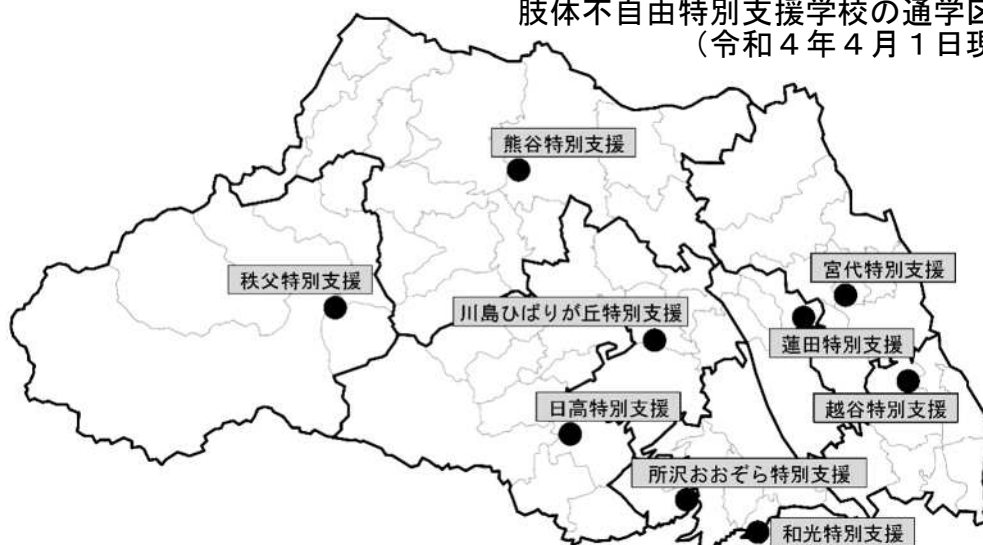 肢体不自由特別支援学校の通学区
（令和４年４月１日現
熊谷特別支援
秩父特別支援
宮代特別支援
川島ひばりが丘特別支援
蓮田特別支援
日高特別支援
越谷特別支援
所沢おおぞら特別支援
和光特別支援